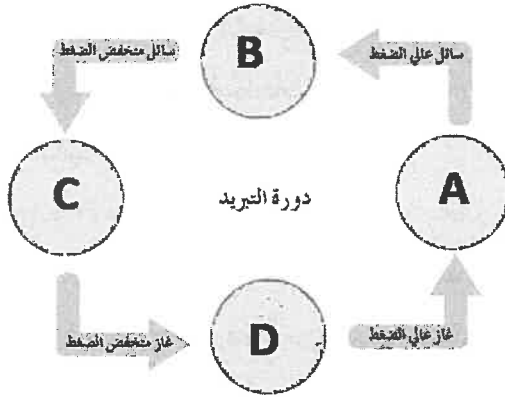 B
سائل عالي الضغط
سائل منخفض الضغط
A
دورة التبريد
C
D
غاز عالي الضغط
غاز منخفض الضغط